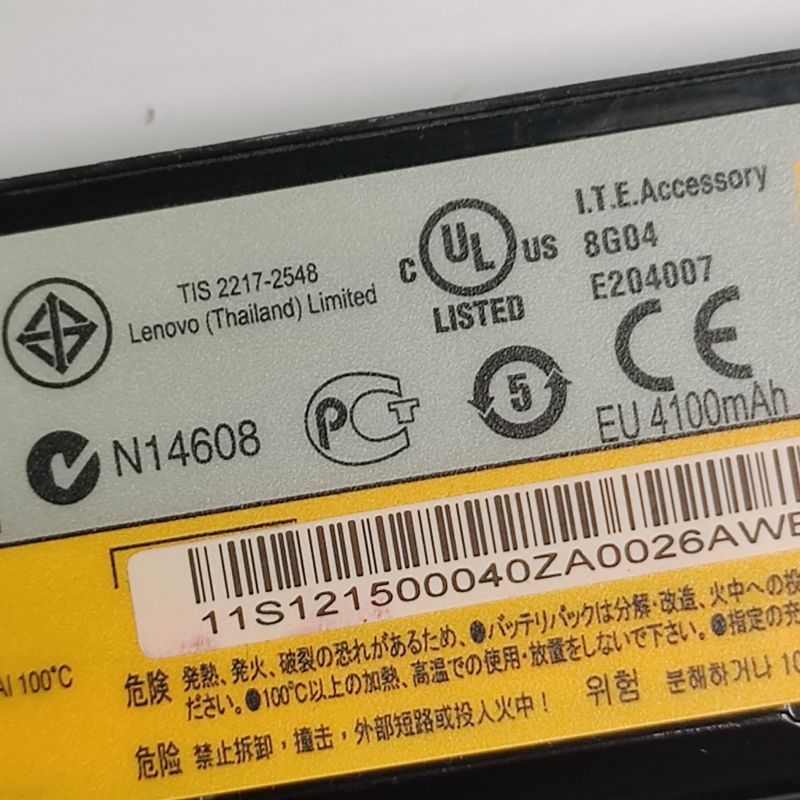 I.T.E.Accessory
8G04
E204007
C UL US
LISTED
TIS 2217-2548
Lenovo (Thailand) Limited
CE
N14608
PCT
5
EU 4100mAh
11S121500040ZA0026AWE
100°C
危険 発熱、発火、破裂の恐れがあるため、●バッテリパックは分解・改造、火中への投
ださい。●100°C以上の加熱、高温での使用・放置をしないで下さい。●指定の充
위험 분해하거나 10
危险 禁止拆卸，撞击，外部短路或投入火中！